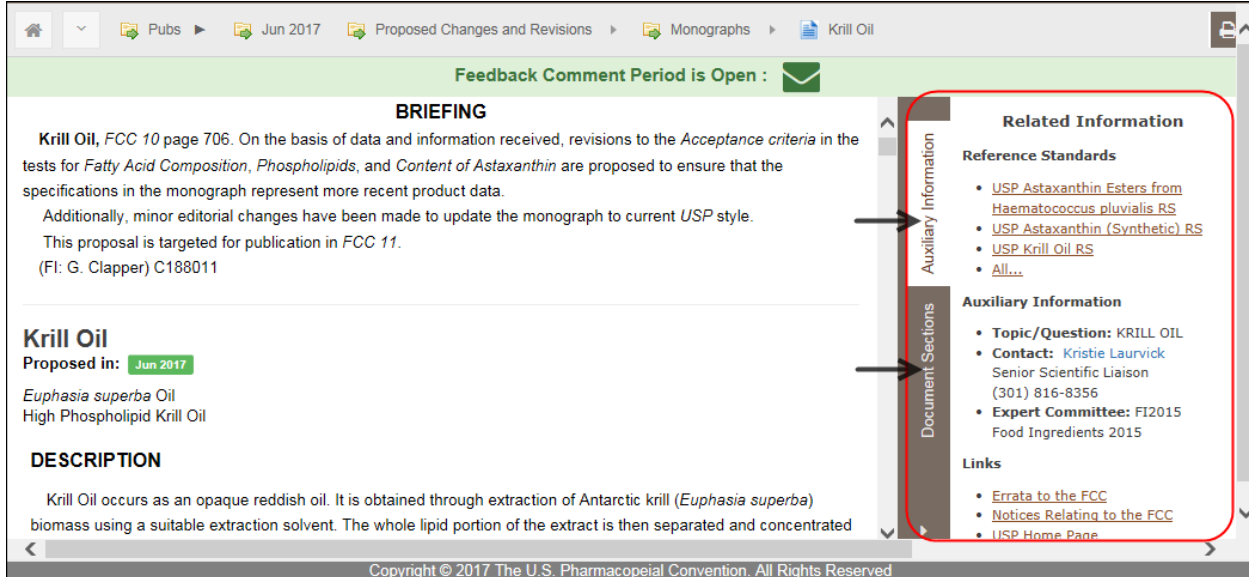 Pubs Jun 2017 Proposed Changes and Revisions Monographs Krill Oil
Feedback Comment Period is Open :
BRIEFING
Krill Oil, FCC 10 page 706. On the basis of data and information received, revisions to the Acceptance criteria in the
tests for Fatty Acid Composition, Phospholipids, and Content of Astaxanthin are proposed to ensure that the
specifications in the monograph represent more recent product data.
Additionally, minor editorial changes have been made to update the monograph to current USP style.
This proposal is targeted for publication in FCC 11.
(FI: G. Clapper) C188011
Krill Oil
Proposed in: Jun 2017
Euphasia superba Oil
High Phospholipid Krill Oil
DESCRIPTION
Krill Oil occurs as an opaque reddish oil. It is obtained through extraction of Antarctic krill (Euphasia superba)
biomass using a suitable extraction solvent. The whole lipid portion of the extract is then separated and concentrated
Auxiliary Information
Document Sections
Related Information
Reference Standards
USP Astaxanthin Esters from
Haematococcus pluvialis RS
USP Astaxanthin (Synthetic) RS
USP Krill Oil RS
All...
Auxiliary Information
Topic/Question: KRILL OIL
Contact: Kristie Laurvick
Senior Scientific Liaison
(301) 816-8356
Expert Committee: FI2015
Food Ingredients 2015
Links
Errata to the FCC
Notices Relating to the FCC
USP Home Page
Copyright © 2017 The U.S. Pharmacopeial Convention. All Rights Reserved